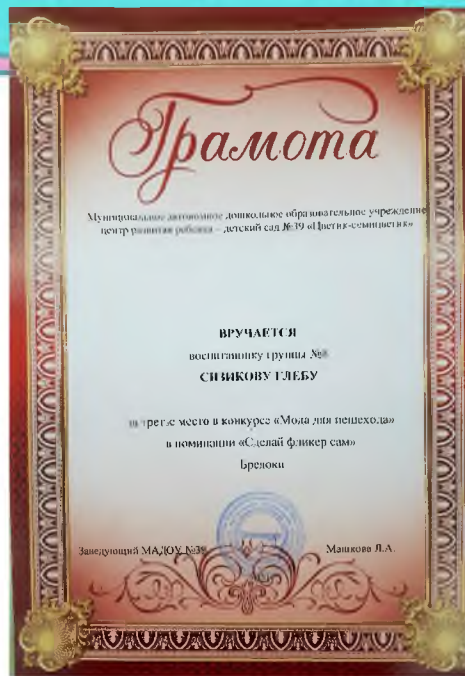 Грамота
Муниципальное автономное дошкольное образовательное учреждение
центр развития ребенка – детский сад №39 «Цветик-семицветик»
ВРУЧАЕТСЯ
воспитаннику группы №8
СИЗИКОВУ ГЛЕБУ
за третье место в конкурсе «Мода для пешехода»
в номинации «Сделай фликер сам»
Брелоки
Заведующий МАДОУ №39
Машкова Л.А.